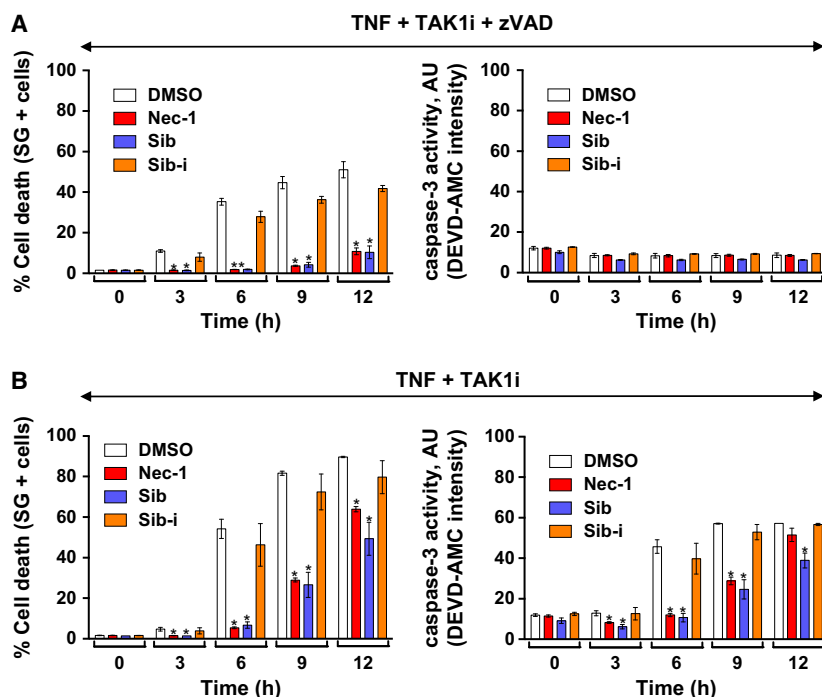 A
TNF + TAK1i + zVAD
% Cell death (SG + cells)
100
80
60
40
20
0
DMSO
Nec-1
Sib
Sib-i
* *
**
* *
* *
0 3 6 9 12
Time (h)
caspase-3 activity, AU
(DEVD-AMC intensity)
100
80
60
40
20
0
DMSO
Nec-1
Sib
Sib-i
0 3 6 9 12
Time (h)
B
TNF + TAK1i
% Cell death (SG + cells)
100
80
60
40
20
0
DMSO
Nec-1
Sib
Sib-i
* *
* *
* *
* *
0 3 6 9 12
Time (h)
caspase-3 activity, AU
(DEVD-AMC intensity)
100
80
60
40
20
0
DMSO
Nec-1
Sib
Sib-i
* *
* *
* *
*
0 3 6 9 12
Time (h)